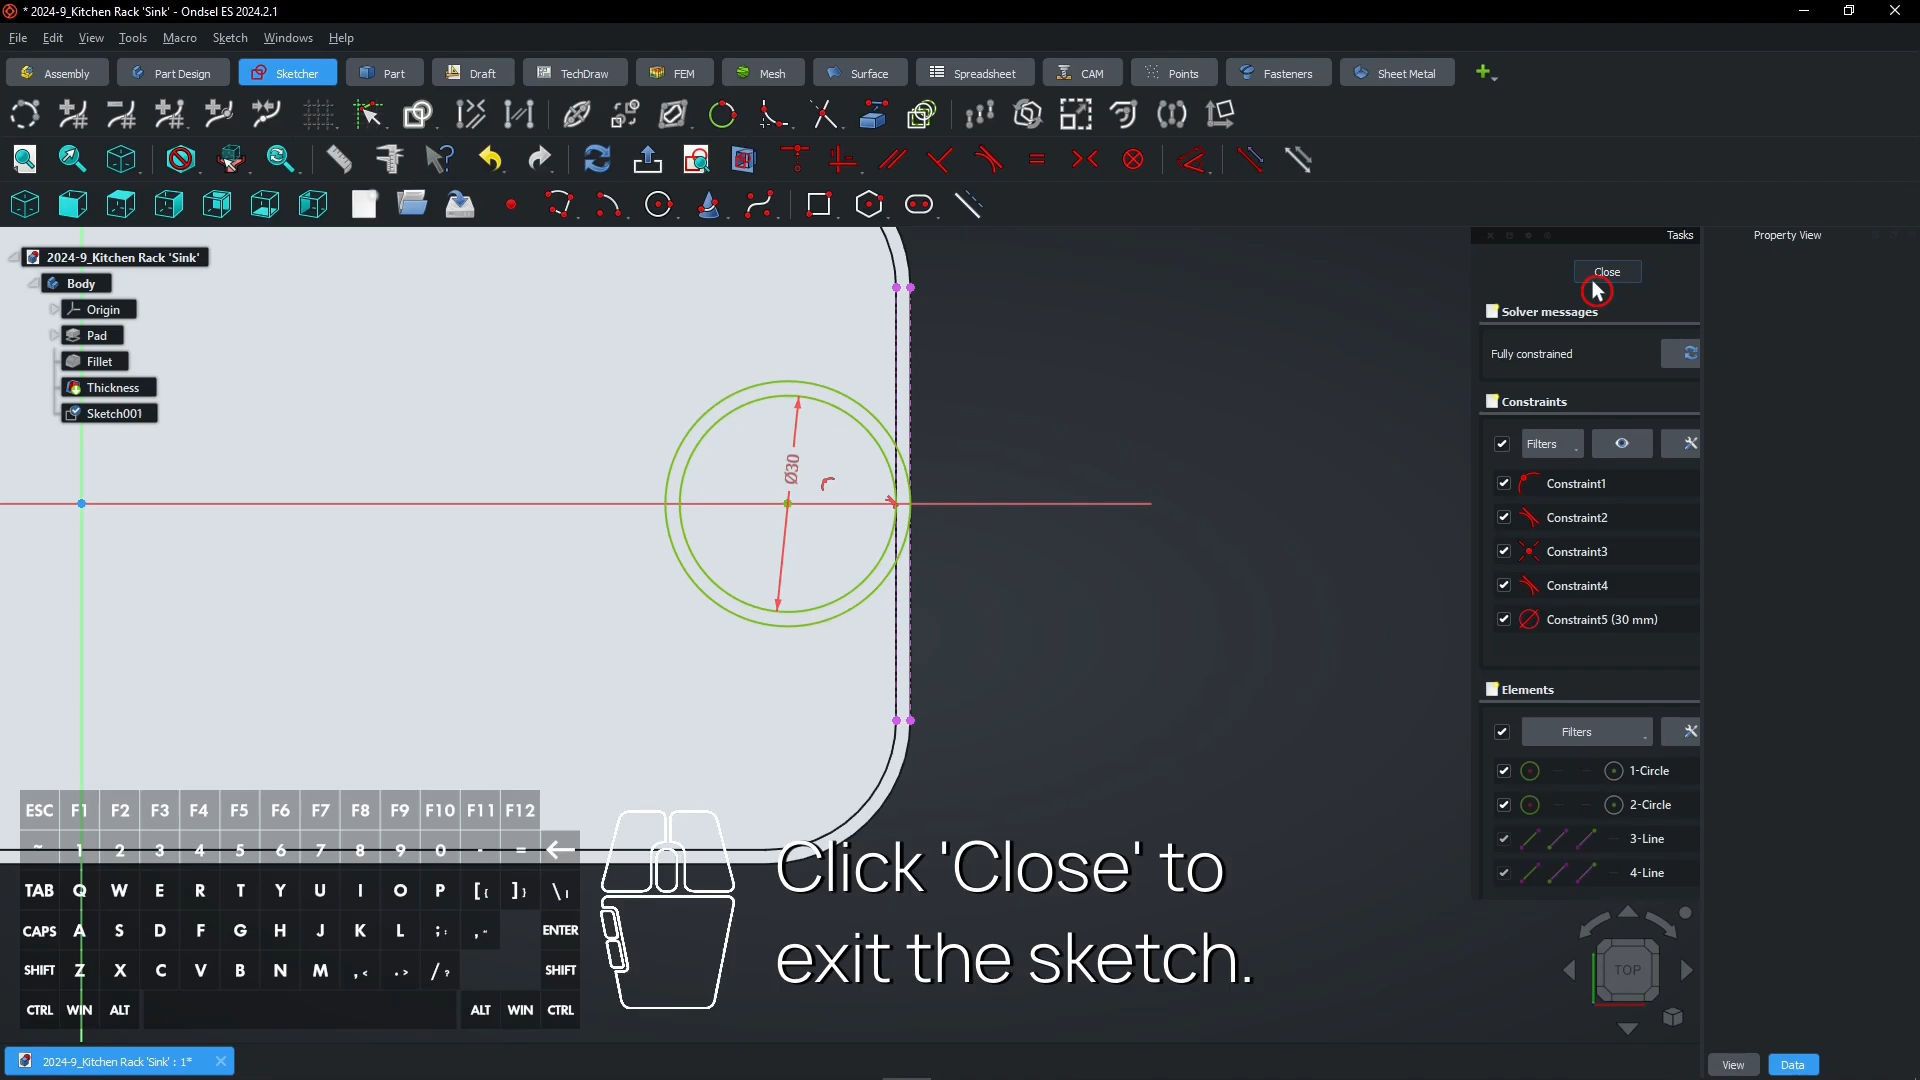 * 2024-9_Kitchen Rack 'Sink' - Ondsel ES 2024.2.1
File Edit View Tools Macro Sketch Windows Help
Assembly Part Design Sketcher Part Draft TechDraw FEM Mesh Surface Spreadsheet CAM Points Fasteners Sheet Metal
Tasks Property View
2024-9_Kitchen Rack 'Sink'
Body
Origin
Pad
Fillet
Thickness
Sketch001
Ø30
Close
Solver messages
Fully constrained
Constraints
Filters
Constraint1
Constraint2
Constraint3
Constraint4
Constraint5 (30 mm)
Elements
Filters
1-Circle
2-Circle
3-Line
4-Line
TOP
ESC F1 F2 F3 F4 F5 F6 F7 F8 F9 F10 F11 F12
~ 1 2 3 4 5 6 7 8 9 0 - =
TAB Q W E R T Y U I O P [{ ]} \|
CAPS A S D F G H J K L ;: ," ENTER
SHIFT Z X C V B N M ,< .> /? SHIFT
CTRL WIN ALT ALT WIN CTRL
Click 'Close' to
exit the sketch.
2024-9_Kitchen Rack 'Sink' : 1*
View Data